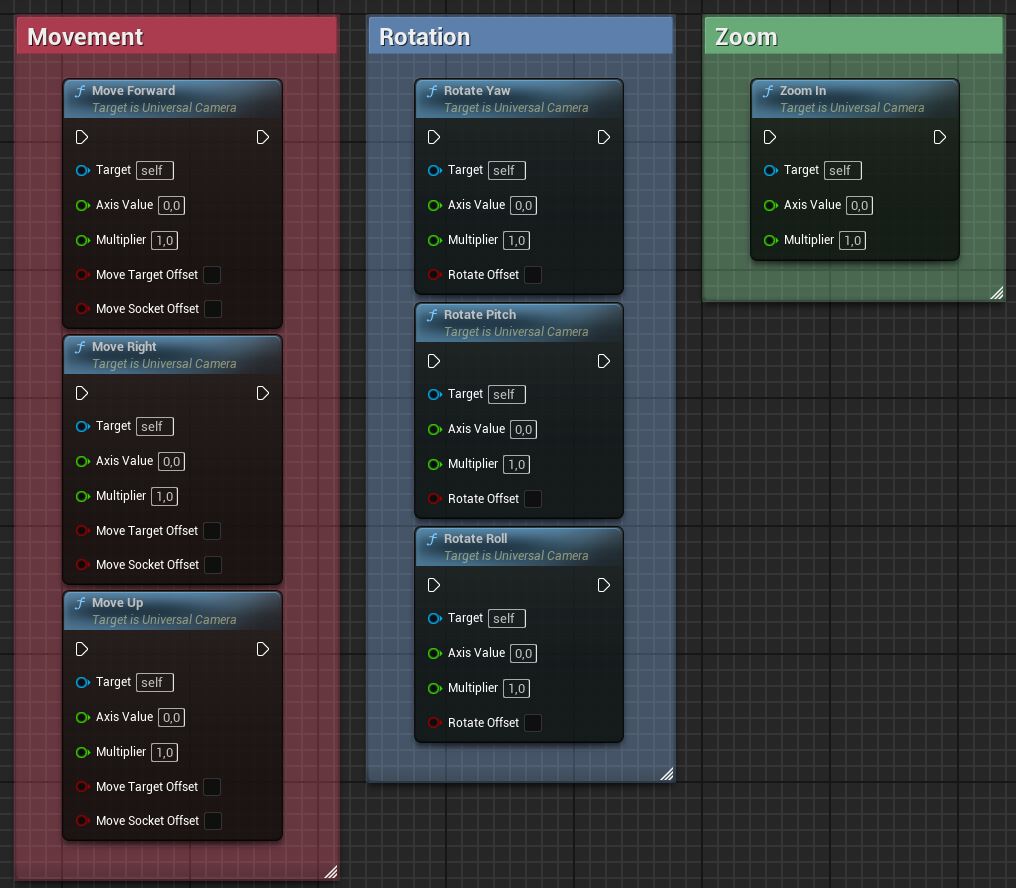 Movement
Move Forward
Target is Universal Camera
Target self
Axis Value 0,0
Multiplier 1,0
Move Target Offset
Move Socket Offset
Move Right
Target is Universal Camera
Target self
Axis Value 0,0
Multiplier 1,0
Move Target Offset
Move Socket Offset
Move Up
Target is Universal Camera
Target self
Axis Value 0,0
Multiplier 1,0
Move Target Offset
Move Socket Offset
Rotation
Rotate Yaw
Target is Universal Camera
Target self
Axis Value 0,0
Multiplier 1,0
Rotate Offset
Rotate Pitch
Target is Universal Camera
Target self
Axis Value 0,0
Multiplier 1,0
Rotate Offset
Rotate Roll
Target is Universal Camera
Target self
Axis Value 0,0
Multiplier 1,0
Rotate Offset
Zoom
Zoom In
Target is Universal Camera
Target self
Axis Value 0,0
Multiplier 1,0